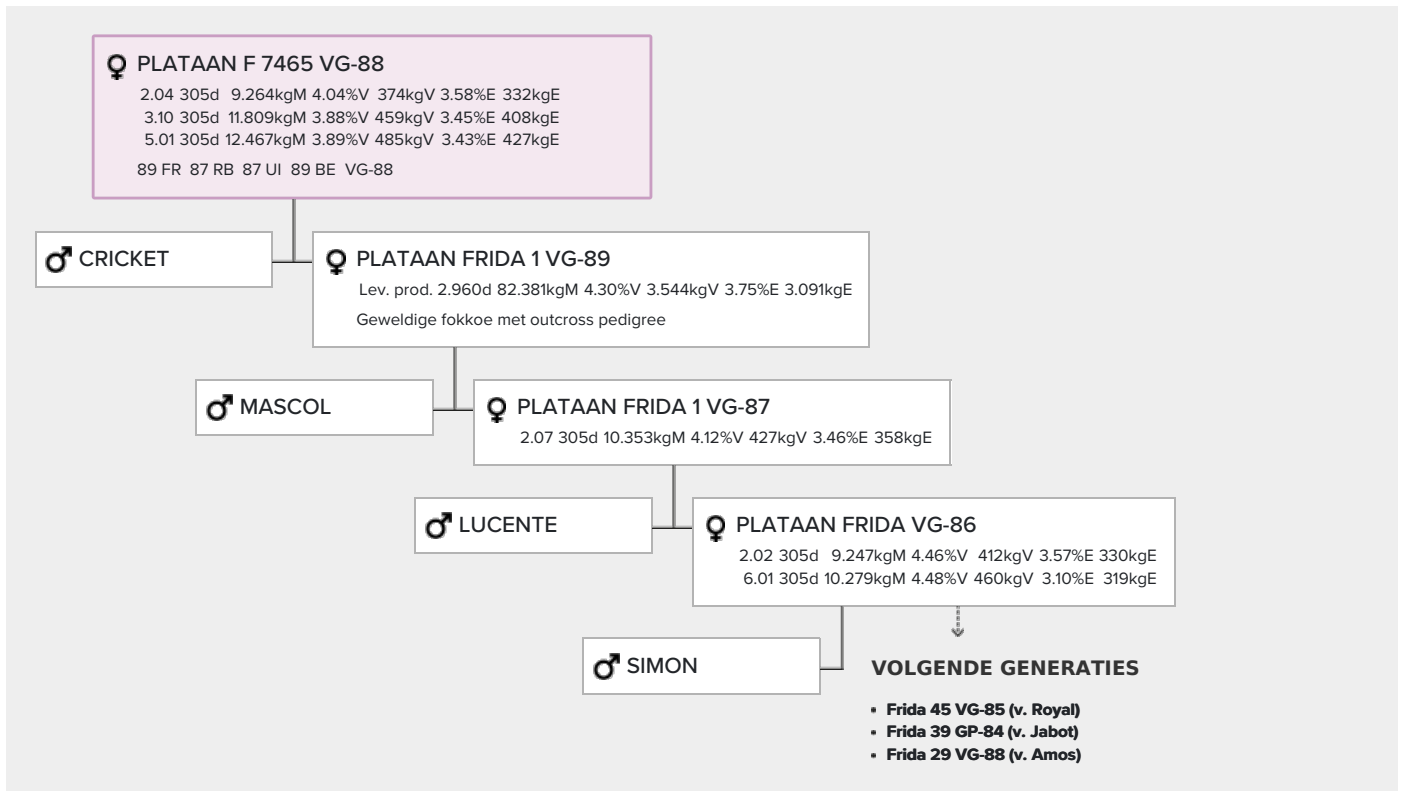 PLATAAN F 7465 VG-88
2.04 305d 9.264kgM 4.04%V 374kgV 3.58%E 332kgE
3.10 305d 11.809kgM 3.88%V 459kgV 3.45%E 408kgE
5.01 305d 12.467kgM 3.89%V 485kgV 3.43%E 427kgE
89 FR 87 RB 87 UI 89 BE VG-88
CRICKET
PLATAAN FRIDA 1 VG-89
Lev. prod. 2.960d 82.381kgM 4.30%V 3.544kgV 3.75%E 3.091kgE
Geweldige fokkoe met outcross pedigree
MASCOL
PLATAAN FRIDA 1 VG-87
2.07 305d 10.353kgM 4.12%V 427kgV 3.46%E 358kgE
LUCENTE
PLATAAN FRIDA VG-86
2.02 305d 9.247kgM 4.46%V 412kgV 3.57%E 330kgE
6.01 305d 10.279kgM 4.48%V 460kgV 3.10%E 319kgE
SIMON
VOLGENDE GENERATIES
• Frida 45 VG-85 (v. Royal)
• Frida 39 GP-84 (v. Jabot)
• Frida 29 VG-88 (v. Amos)